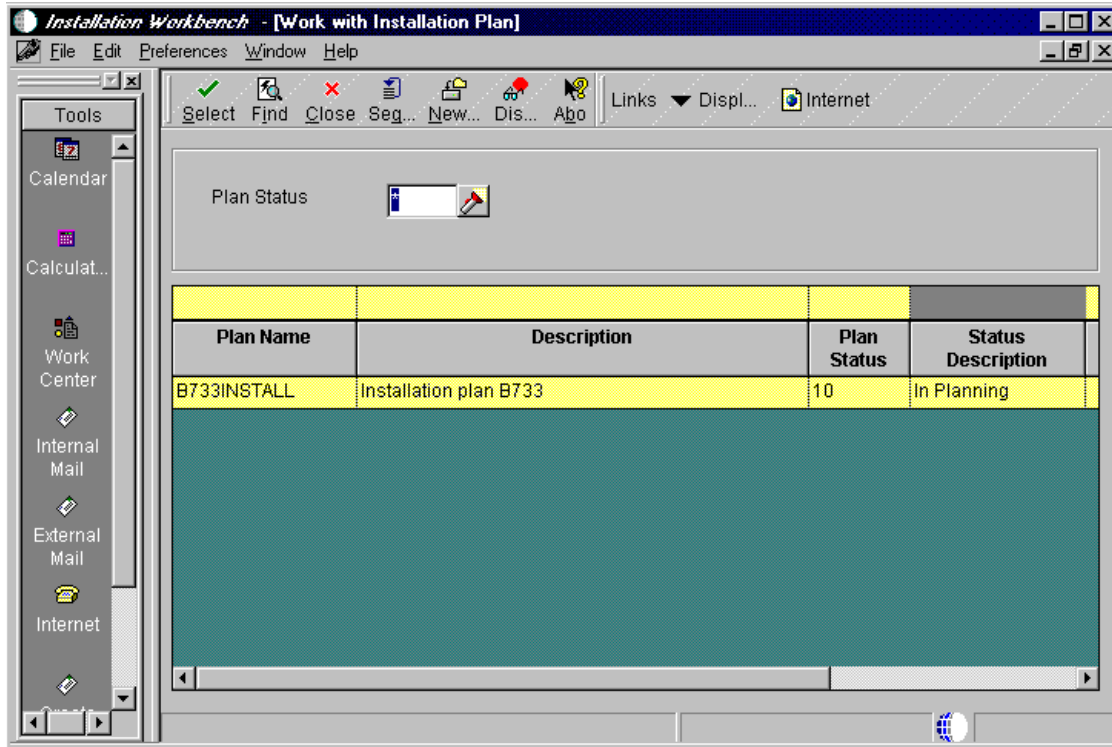 Installation Workbench - [Work with Installation Plan]
File Edit Preferences Window Help
Select Find Close Seq... New... Dis... Abo Links Displ... Internet
Tools
Calendar
Calculat...
Work
Center
Internal
Mail
External
Mail
Internet
Plan Status *
Plan Name Description Plan Status Status Description
B733INSTALL Installation plan B733 10 In Planning